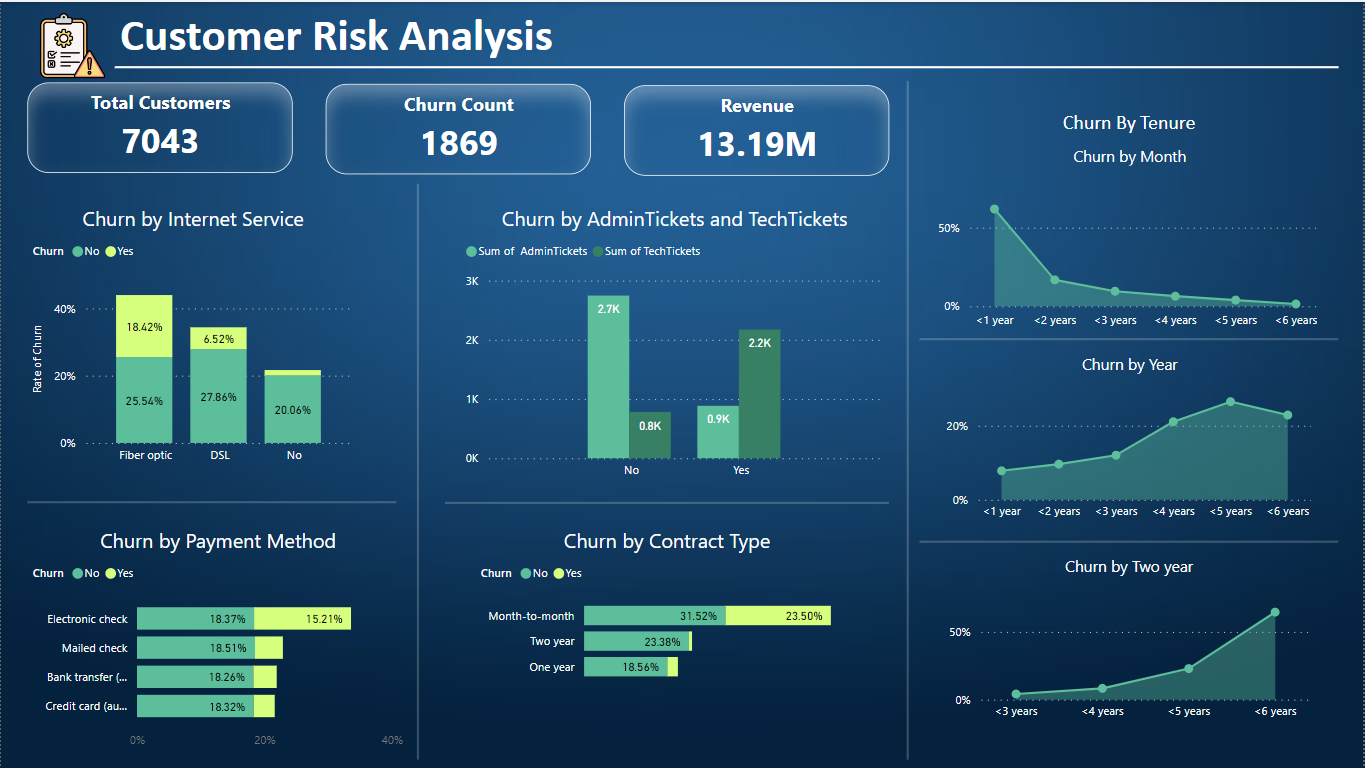 Customer Risk Analysis
Total Customers
7043
Churn Count
1869
Revenue
13.19M
Churn by Internet Service
Churn No Yes
Rate of Churn
40%
20%
0%
18.42%
25.54%
6.52%
27.86%
20.06%
Fiber optic DSL No
Churn by AdminTickets and TechTickets
Sum of AdminTickets Sum of TechTickets
3K
2K
1K
0K
2.7K
0.8K
0.9K
2.2K
No Yes
Churn By Tenure
Churn by Month
50%
0%
<1 year <2 years <3 years <4 years <5 years <6 years
Churn by Year
20%
0%
<1 year <2 years <3 years <4 years <5 years <6 years
Churn by Two year
50%
0%
<3 years <4 years <5 years <6 years
Churn by Payment Method
Churn No Yes
Electronic check 18.37% 15.21%
Mailed check 18.51%
Bank transfer (... 18.26%
Credit card (au... 18.32%
0% 20% 40%
Churn by Contract Type
Churn No Yes
Month-to-month 31.52% 23.50%
Two year 23.38%
One year 18.56%